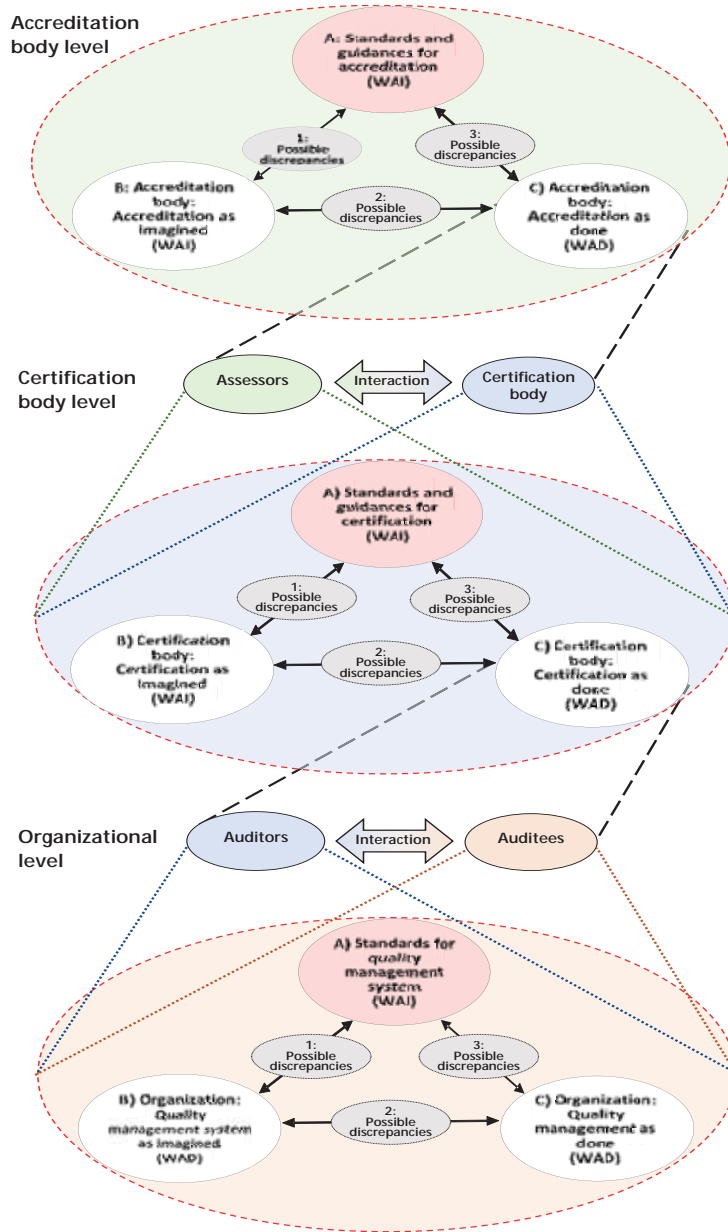 Accreditation
body level
A: Standards and
guidances for
accreditation
(WAI)
1:
Possible
discrepancies
3:
Possible
discrepancies
B: Accreditation
body:
Accreditation as
imagined
(WAI)
2:
Possible
discrepancies
C) Accreditation
body:
Accreditation as
done
(WAD)
Certification
body level
Assessors
Interaction
Certification
body
A) Standards and
guidances for
certification
(WAI)
1:
Possible
discrepancies
3:
Possible
discrepancies
B) Certification
body:
Certification as
imagined
(WAI)
2:
Possible
discrepancies
C) Certification
body:
Certification as
done
(WAD)
Organizational
level
Auditors
Interaction
Auditees
A) Standards for
quality
management
system
(WAI)
1:
Possible
discrepancies
3:
Possible
discrepancies
B) Organization:
Quality
management system
as imagined
(WAD)
2:
Possible
discrepancies
C) Organization:
Quality
management as
done
(WAD)